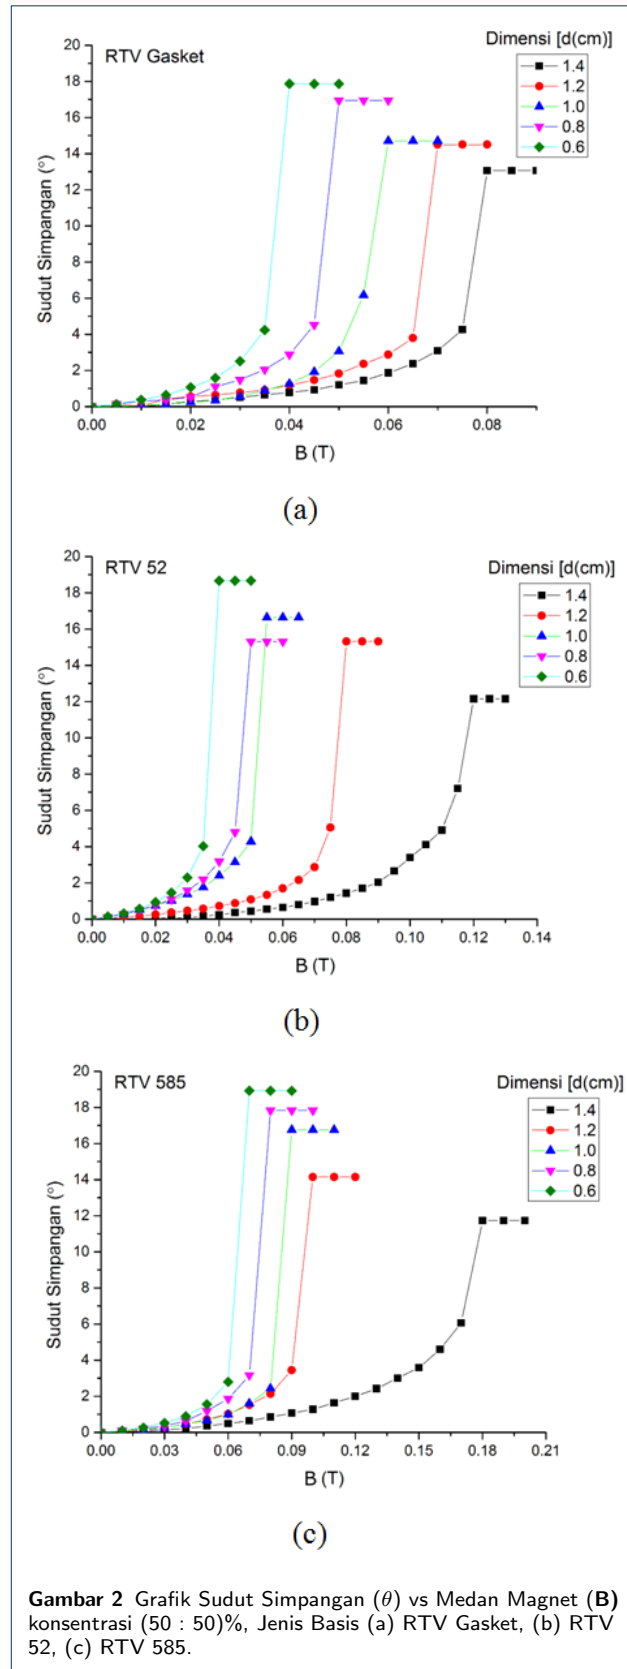 RTV Gasket
Dimensi [d(cm)]
1.4
1.2
1.0
0.8
0.6
20
18
16
14
12
10
8
6
4
2
0
Sudut Simpangan (°)
0.00 0.02 0.04 0.06 0.08
B (T)
(a)
RTV 52
Dimensi [d(cm)]
1.4
1.2
1.0
0.8
0.6
20
18
16
14
12
10
8
6
4
2
0
Sudut Simpangan (°)
0.00 0.02 0.04 0.06 0.08 0.10 0.12 0.14
B (T)
(b)
RTV 585
Dimensi [d(cm)]
1.4
1.2
1.0
0.8
0.6
20
18
16
14
12
10
8
6
4
2
0
Sudut Simpangan (°)
0.00 0.03 0.06 0.09 0.12 0.15 0.18 0.21
B (T)
(c)
Gambar 2 Grafik Sudut Simpangan (θ) vs Medan Magnet (B)
konsentrasi (50 : 50)%, Jenis Basis (a) RTV Gasket, (b) RTV
52, (c) RTV 585.